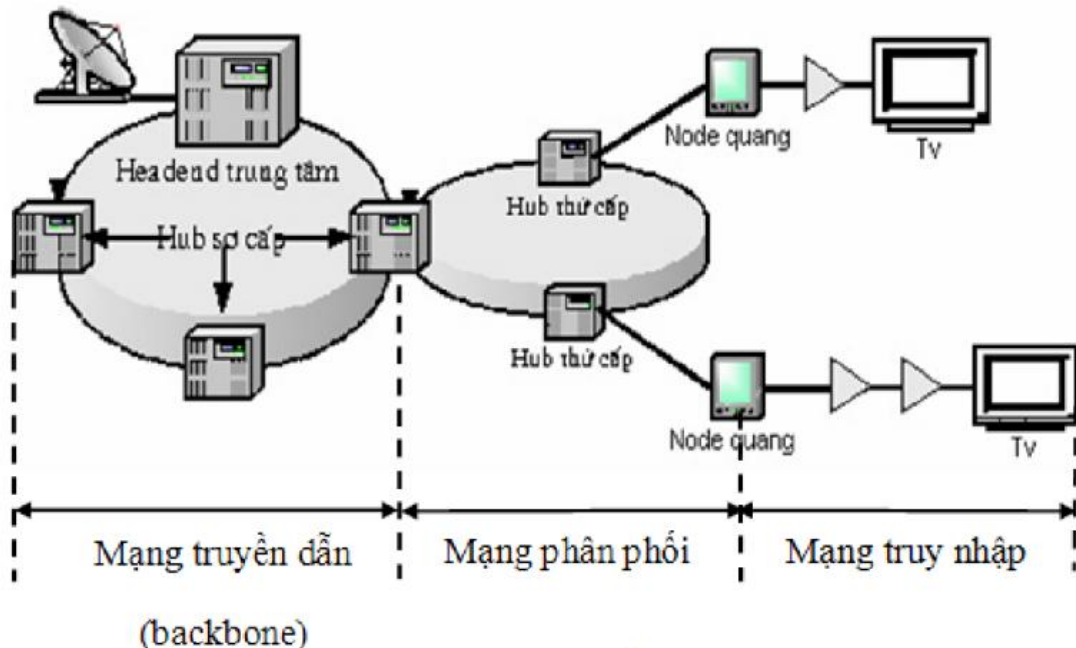 Headend trung tâm
Hub sơ cấp
Hub thứ cấp
Hub thứ cấp
Node quang
Tv
Node quang
Tv
Mạng truyền dẫn
(backbone)
Mạng phân phối
Mạng truy nhập